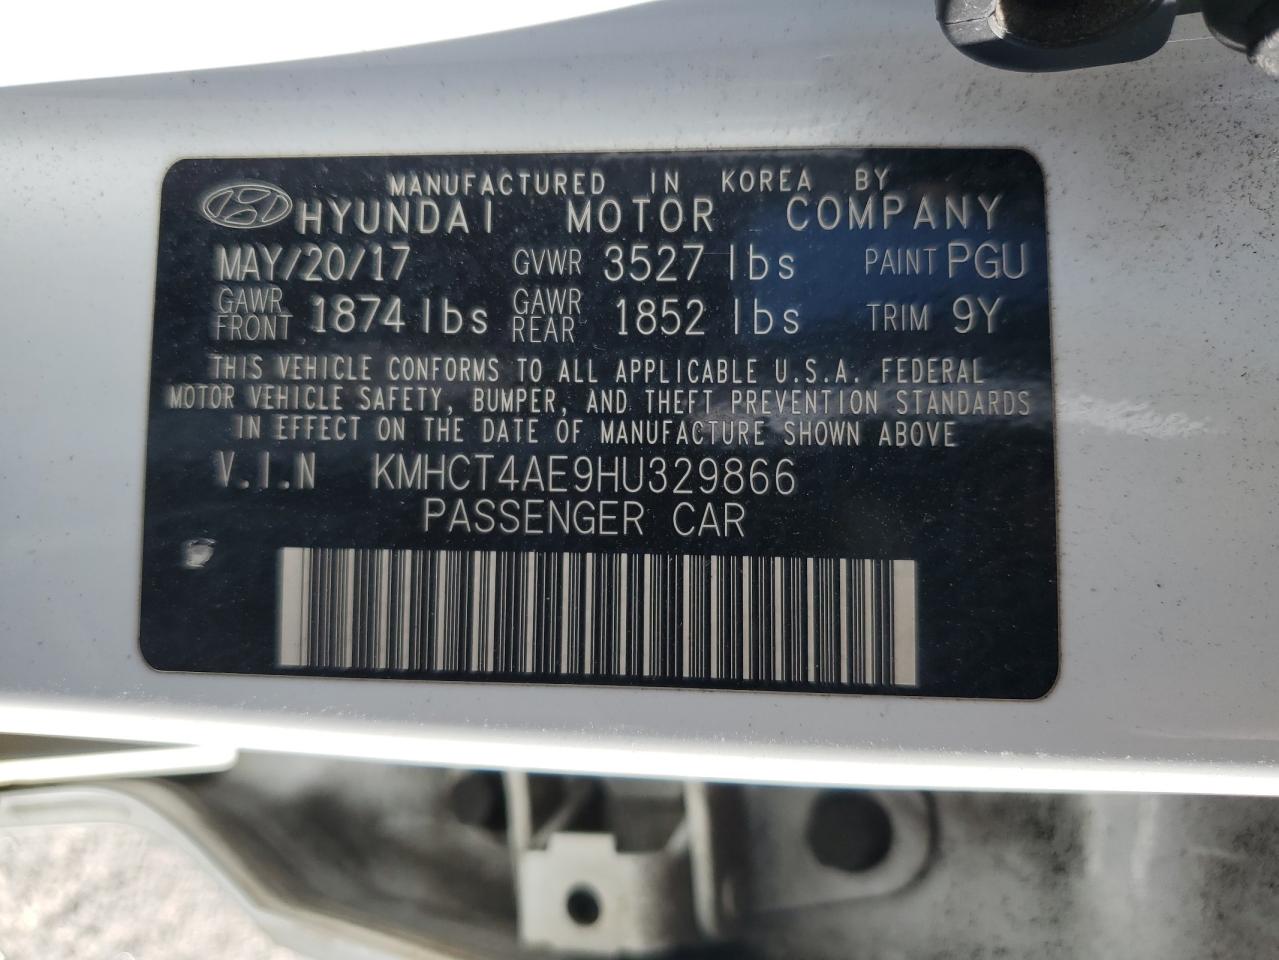 MANUFACTURED IN KOREA BY
HYUNDAI MOTOR COMPANY
MAY/20/17 GVWR 3527 lbs PAINT PGU
GAWR FRONT 1874 lbs GAWR REAR 1852 lbs TRIM 9Y
THIS VEHICLE CONFORMS TO ALL APPLICABLE U.S.A. FEDERAL
MOTOR VEHICLE SAFETY, BUMPER, AND THEFT PREVENTION STANDARDS
IN EFFECT ON THE DATE OF MANUFACTURE SHOWN ABOVE
V.I.N KMHCT4AE9HU329866
PASSENGER CAR